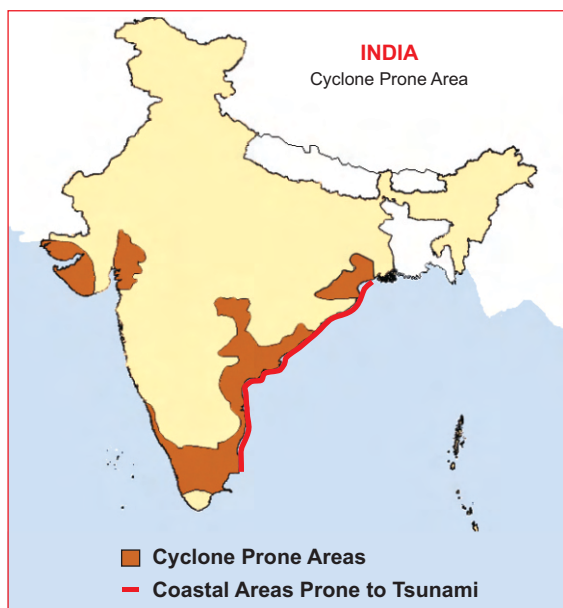 INDIA
Cyclone Prone Area
Cyclone Prone Areas
Coastal Areas Prone to Tsunami